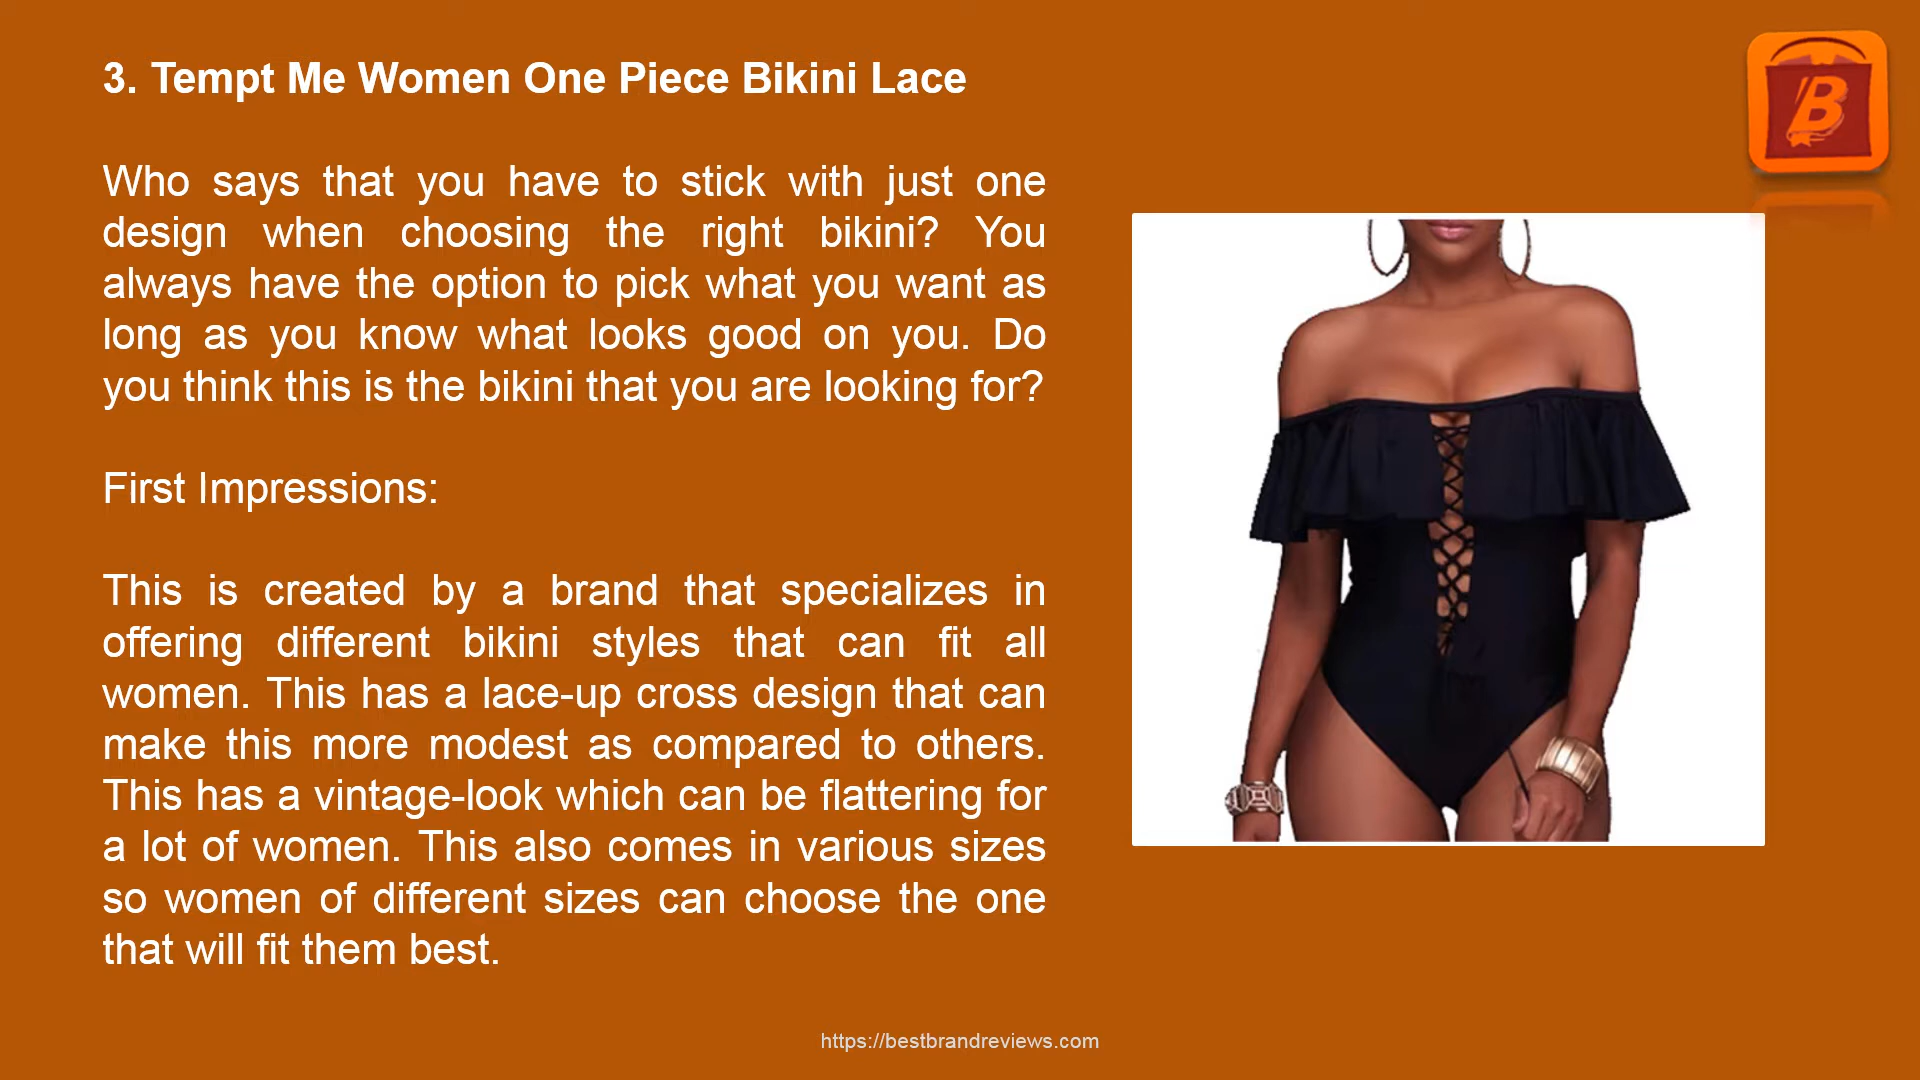 3. Tempt Me Women One Piece Bikini Lace
Who says that you have to stick with just one
design when choosing the right bikini? You
always have the option to pick what you want as
long as you know what looks good on you. Do
you think this is the bikini that you are looking for?
First Impressions:
This is created by a brand that specializes in
offering different bikini styles that can fit all
women. This has a lace-up cross design that can
make this more modest as compared to others.
This has a vintage-look which can be flattering for
a lot of women. This also comes in various sizes
so women of different sizes can choose the one
that will fit them best.
B
https://bestbrandreviews.com